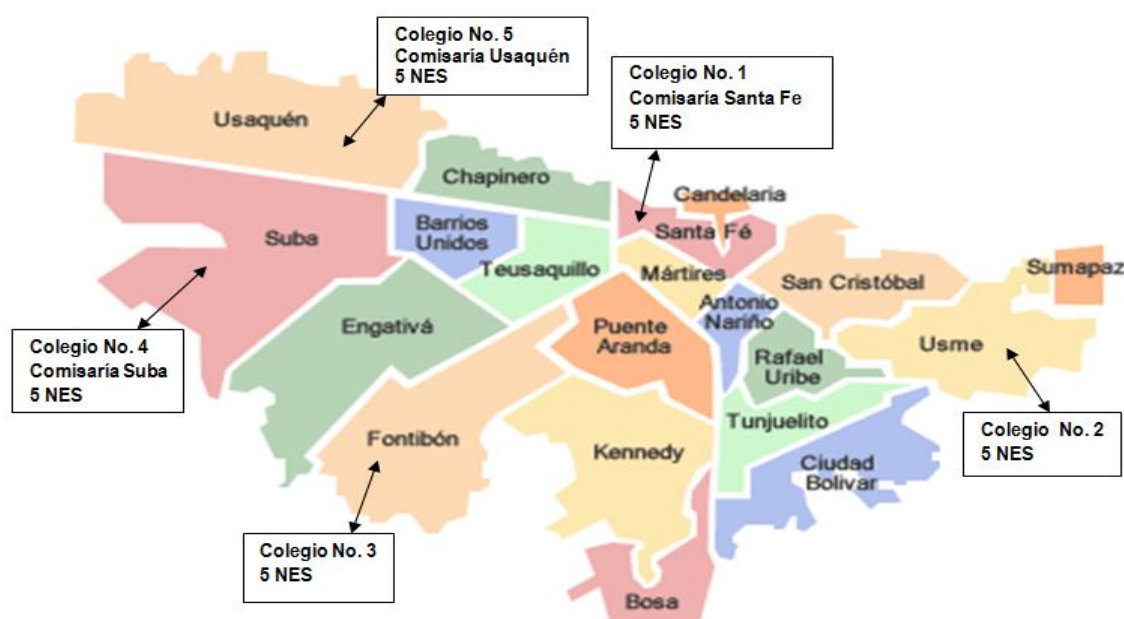 Colegio No. 5
Comisaría Usaquén
5 NES
Colegio No. 1
Comisaría Santa Fe
5 NES
Usaquén
Chapinero
Candelaria
Suba
Barrios
Unidos
Santa Fé
Teusaquillo
Mártires
San Cristóbal
Sumapaz
Antonio
Nariño
Engativá
Puente
Aranda
Usme
Rafael
Uribe
Colegio No. 4
Comisaría Suba
5 NES
Tunjuelito
Fontibón
Kennedy
Ciudad
Bolivar
Colegio No. 2
5 NES
Colegio No. 3
5 NES
Bosa